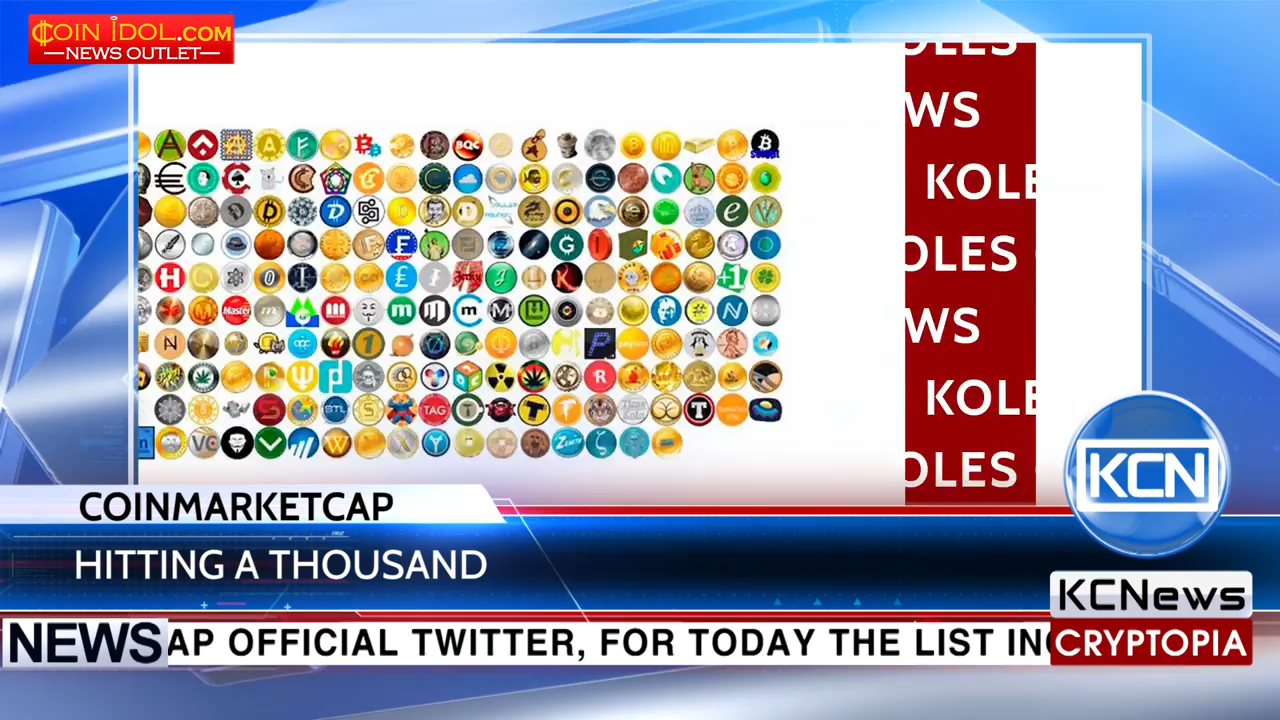 COIN IDOL.COM
—NEWS OUTLET—
OLES
WS
KOLE
OLES
WS
KOLE
OLES
COINMARKETCAP
HITTING A THOUSAND
KCN
KCNews
CRYPTOPIA
NEWS
AP OFFICIAL TWITTER, FOR TODAY THE LIST IN